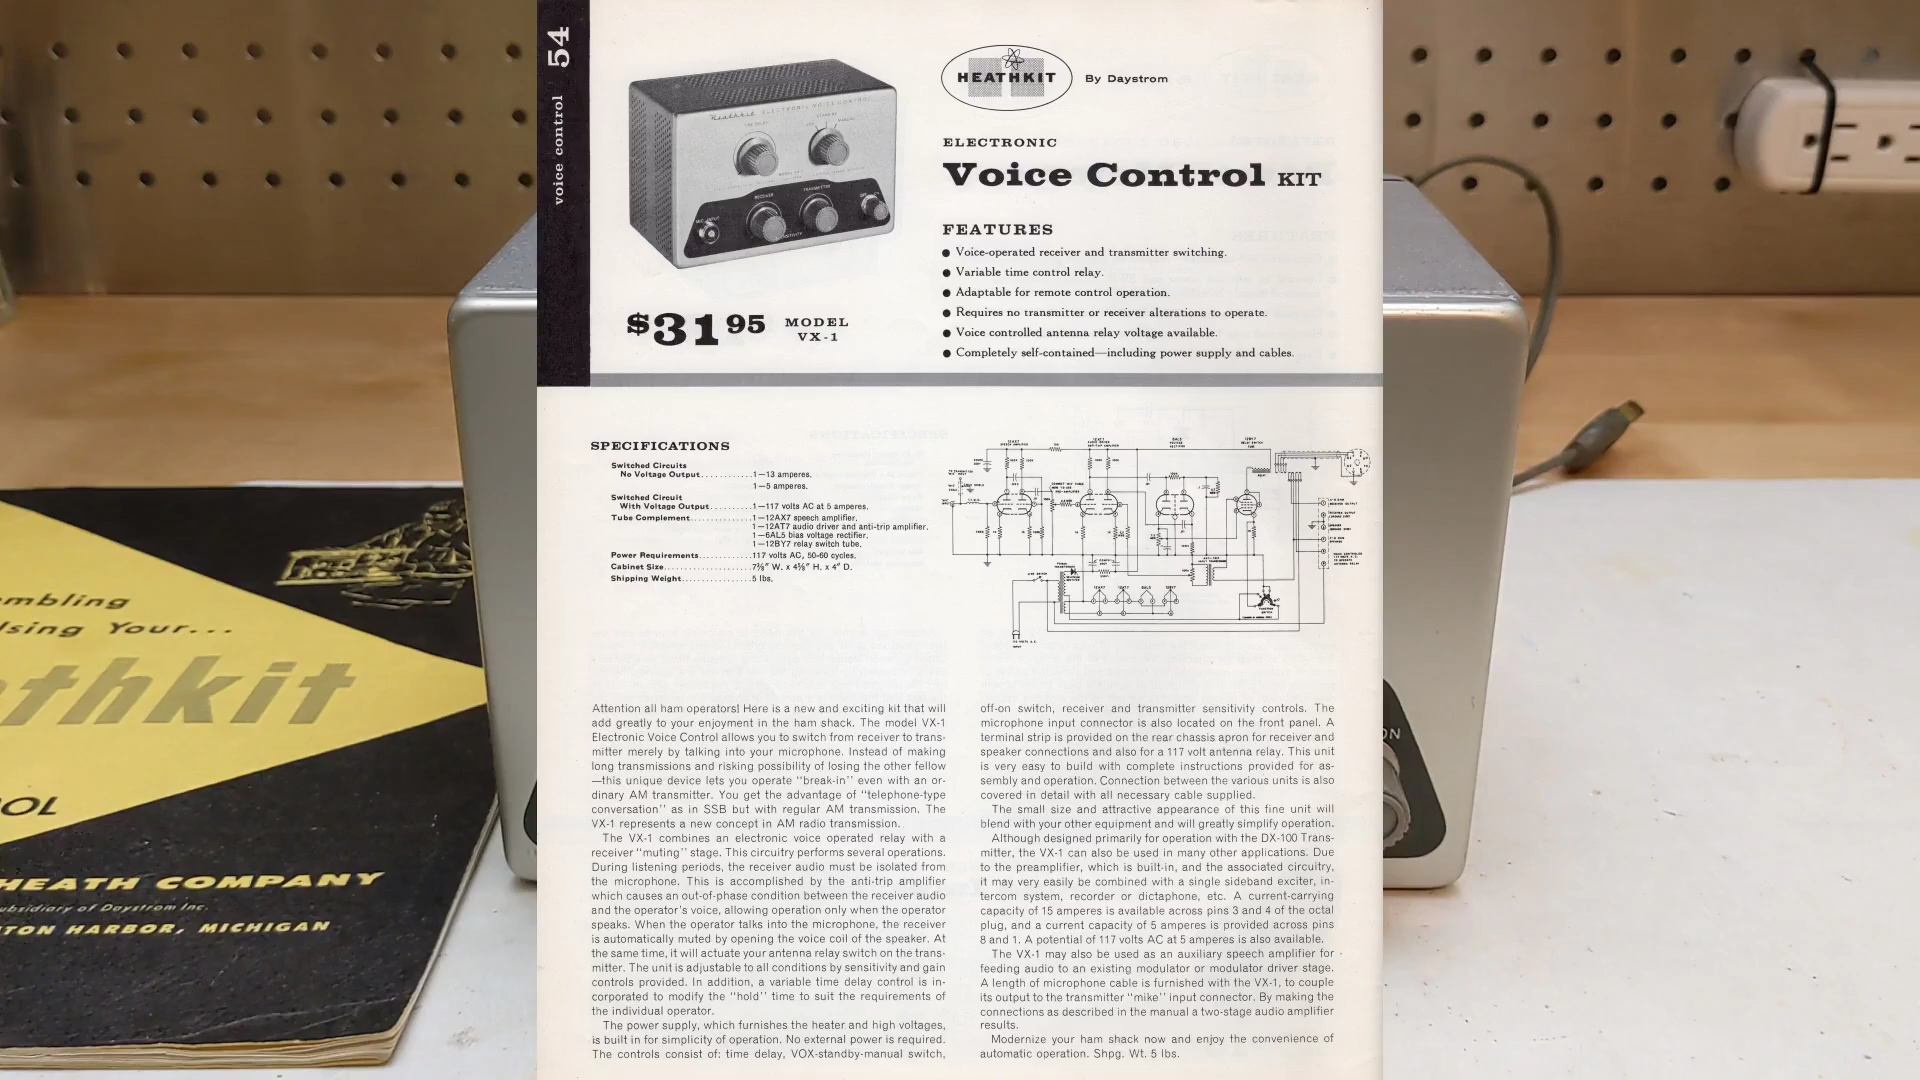 54
voice control
HEATHKIT
By Daystrom
ELECTRONIC
Voice Control KIT
FEATURES
● Voice-operated receiver and transmitter switching.
● Variable time control relay.
● Adaptable for remote control operation.
● Requires no transmitter or receiver alterations to operate.
● Voice controlled antenna relay voltage available.
● Completely self-contained—including power supply and cables.
Heathkit ELECTRONIC VOICE CONTROL
RECEIVER
TRANSMITTER
$31 95
MODEL
VX-1
SPECIFICATIONS
Switched Circuits
No Voltage Output............1—13 amperes.
1—5 amperes.
Switched Circuit
With Voltage Output..........1—117 volts AC at 5 amperes.
Tube Complement..............1—12AX7 speech amplifier.
1—12AT7 audio driver and anti-trip amplifier.
1—6AL5 bias voltage rectifier.
1—12BY7 relay switch tube.
Power Requirements...........117 volts AC, 50-60 cycles.
Cabinet Size.................7⅜" W. x 4⅝" H. x 4" D.
Shipping Weight..............5 lbs.
Attention all ham operators! Here is a new and exciting kit that will
add greatly to your enjoyment in the ham shack. The model VX-1
Electronic Voice Control allows you to switch from receiver to trans-
mitter merely by talking into your microphone. Instead of making
long transmissions and risking possibility of losing the other fellow
—this unique device lets you operate "break-in" even with an or-
dinary AM transmitter. You get the advantage of "telephone-type
conversation" as in SSB but with regular AM transmission. The
VX-1 represents a new concept in AM radio transmission.
The VX-1 combines an electronic voice operated relay with a
receiver "muting" stage. This circuitry performs several operations.
During listening periods, the receiver audio must be isolated from
the microphone. This is accomplished by the anti-trip amplifier
which causes an out-of-phase condition between the receiver audio
and the operator's voice, allowing operation only when the operator
speaks. When the operator talks into the microphone, the receiver
is automatically muted by opening the voice coil of the speaker. At
the same time, it will actuate your antenna relay switch on the trans-
mitter. The unit is adjustable to all conditions by sensitivity and gain
controls provided. In addition, a variable time delay control is in-
corporated to modify the "hold" time to suit the requirements of
the individual operator.
The power supply, which furnishes the heater and high voltages,
is built in for simplicity of operation. No external power is required.
The controls consist of: time delay, VOX-standby-manual switch,
off-on switch, receiver and transmitter sensitivity controls. The
microphone input connector is also located on the front panel. A
terminal strip is provided on the rear chassis apron for receiver and
speaker connections and also for a 117 volt antenna relay. This unit
is very easy to build with complete instructions provided for as-
sembly and operation. Connection between the various units is also
covered in detail with all necessary cable supplied.
The small size and attractive appearance of this fine unit will
blend with your other equipment and will greatly simplify operation.
Although designed primarily for operation with the DX-100 Trans-
mitter, the VX-1 can also be used in many other applications. Due
to the preamplifier, which is built-in, and the associated circuitry,
it may very easily be combined with a single sideband exciter, in-
tercom system, recorder or dictaphone, etc. A current-carrying
capacity of 15 amperes is available across pins 3 and 4 of the octal
plug, and a current capacity of 5 amperes is provided across pins
8 and 1. A potential of 117 volts AC at 5 amperes is also available.
The VX-1 may also be used as an auxiliary speech amplifier for
feeding audio to an existing modulator or modulator driver stage.
A length of microphone cable is furnished with the VX-1, to couple
its output to the transmitter "mike" input connector. By making the
connections as described in the manual a two-stage audio amplifier
results.
Modernize your ham shack now and enjoy the convenience of
automatic operation. Shpg. Wt. 5 lbs.
mbling
sing Your...
thkit
OL
HEATH COMPANY
ubsidiary of Daystrom Inc.
TON HARBOR, MICHIGAN
ON